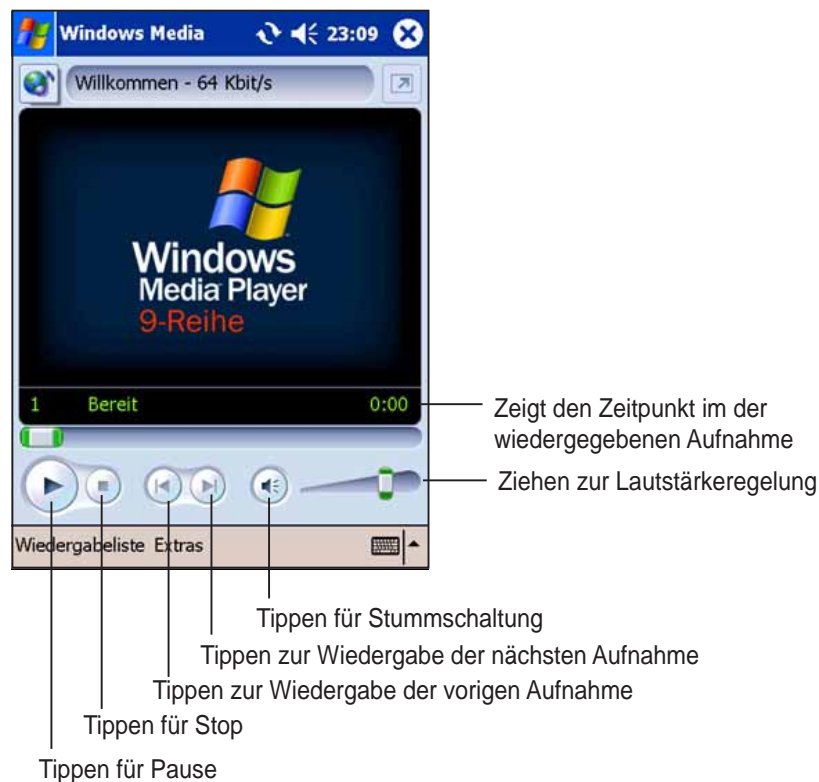 Windows Media 23:09
Willkommen - 64 Kbit/s
Windows
Media Player
9-Reihe
1 Bereit 0:00
Zeigt den Zeitpunkt im der
wiedergegebenen Aufnahme
Ziehen zur Lautstärkeregelung
Wiedergabeliste Extras
Tippen für Stummschaltung
Tippen zur Wiedergabe der nächsten Aufnahme
Tippen zur Wiedergabe der vorigen Aufnahme
Tippen für Stop
Tippen für Pause